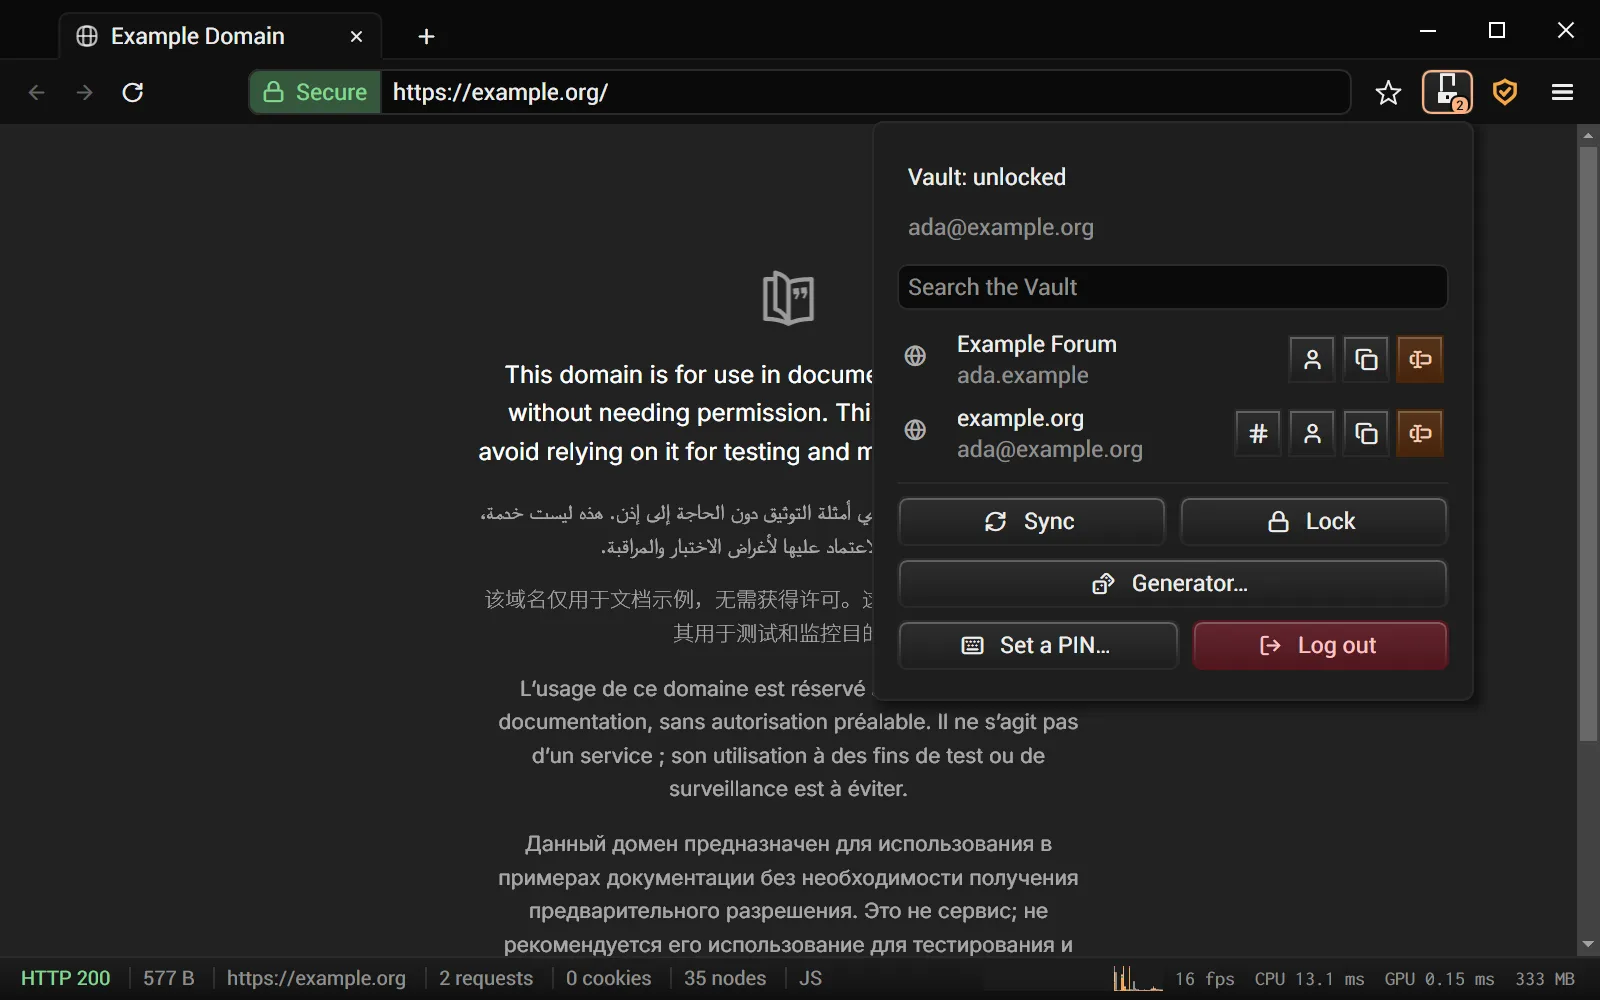 Example Domain
Secure
https://example.org/
2
Vault: unlocked
ada@example.org
Search the Vault
Example Forum
ada.example
example.org
ada@example.org
Sync
Lock
Generator...
Set a PIN...
Log out
This domain is for use in docume
without needing permission. Thi
avoid relying on it for testing and m
ي أمثلة التوثيق دون الحاجة إلى إذن. هذه ليست خدمة،
لاعتماد عليها لأغراض الاختبار والمراقبة.
该域名仅用于文档示例，无需获得许可。这
其用于测试和监控目的
L’usage de ce domaine est réservé
documentation, sans autorisation préalable. Il ne s’agit pas
d’un service ; son utilisation à des fins de test ou de
surveillance est à éviter.
Данный домен предназначен для использования в
примерах документации без необходимости получения
предварительного разрешения. Это не сервис; не
рекомендуется его использование для тестирования и
HTTP 200
577 B
https://example.org
2 requests
0 cookies
35 nodes
JS
16 fps
CPU 13.1 ms
GPU 0.15 ms
333 MB